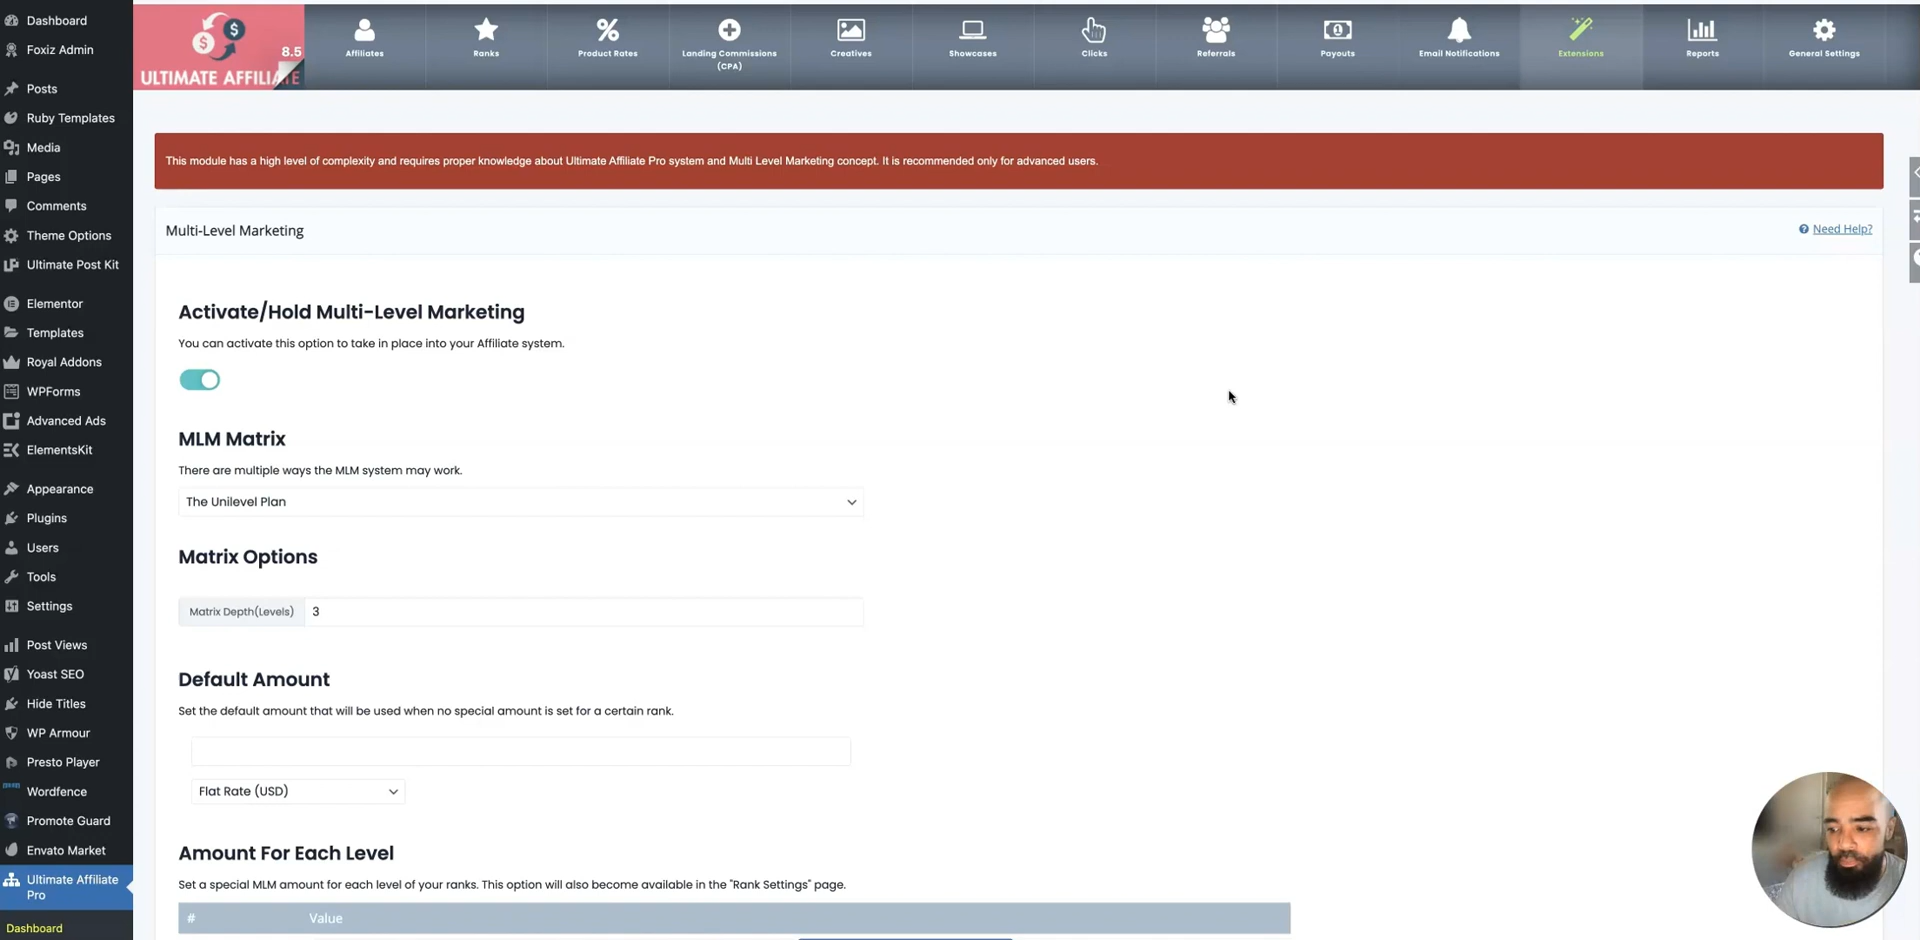 Dashboard
Foxiz Admin
Posts
Ruby Templates
Media
Pages
Comments
Theme Options
Ultimate Post Kit
Elementor
Templates
Royal Addons
WPForms
Advanced Ads
ElementsKit
Appearance
Plugins
Users
Tools
Settings
Post Views
Yoast SEO
Hide Titles
WP Armour
Presto Player
Wordfence
Promote Guard
Envato Market
Ultimate Affiliate
Pro
Dashboard
8.5
ULTIMATE AFFILIATE
Affiliates
Ranks
Product Rates
Landing Commissions
(CPA)
Creatives
Showcases
Clicks
Referrals
Payouts
Email Notifications
Extensions
Reports
General Settings
This module has a high level of complexity and requires proper knowledge about Ultimate Affiliate Pro system and Multi Level Marketing concept. It is recommended only for advanced users.
Multi-Level Marketing
Need Help?
Activate/Hold Multi-Level Marketing
You can activate this option to take in place into your Affiliate system.
MLM Matrix
There are multiple ways the MLM system may work.
The Unilevel Plan
Matrix Options
Matrix Depth(Levels) 3
Default Amount
Set the default amount that will be used when no special amount is set for a certain rank.
Flat Rate (USD)
Amount For Each Level
Set a special MLM amount for each level of your ranks. This option will also become available in the "Rank Settings" page.
# Value